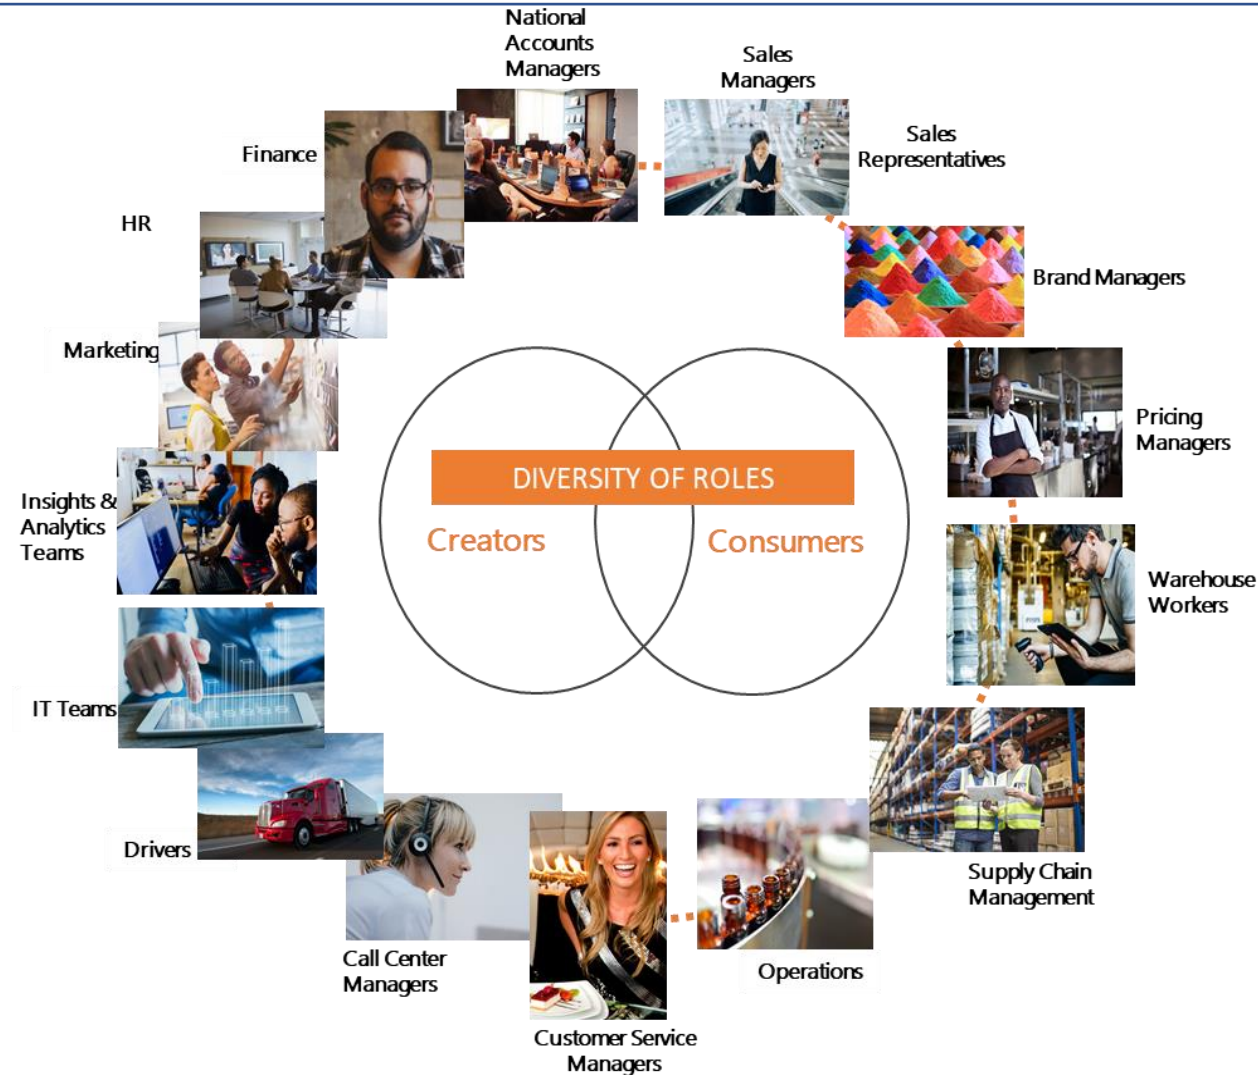 National
Accounts
Managers
Sales
Managers
Sales
Representatives
Finance
HR
Brand Managers
Marketing
Pricing
Managers
DIVERSITY OF ROLES
Creators
Consumers
Insights &
Analytics
Teams
Warehouse
Workers
IT Teams
Drivers
Supply Chain
Management
Call Center
Managers
Operations
Customer Service
Managers